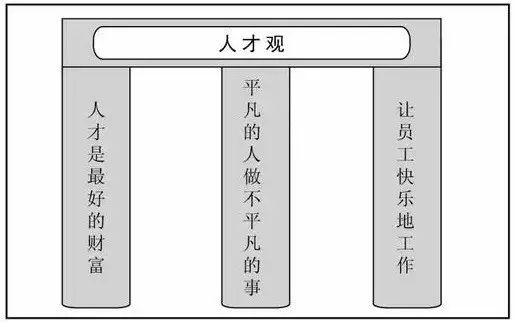 人才观
人才是最好的财富
平凡的人做不平凡的事
让员工快乐地工作